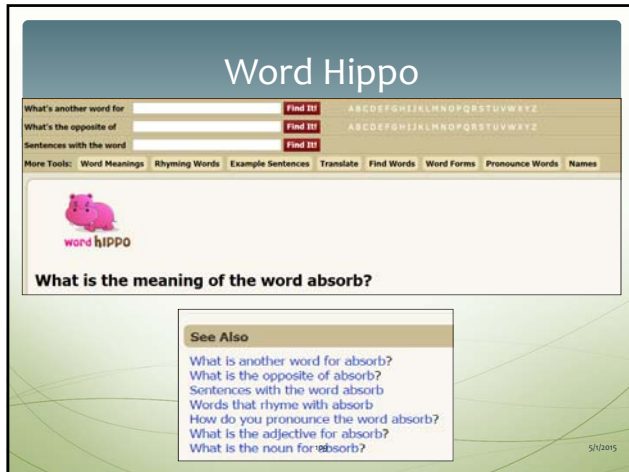 Word Hippo
What's another word for Find It! A B C D E F G H I J K L M N O P Q R S T U V W X Y Z
What's the opposite of Find It! A B C D E F G H I J K L M N O P Q R S T U V W X Y Z
Sentences with the word Find It!
More Tools: Word Meanings Rhyming Words Example Sentences Translate Find Words Word Forms Pronounce Words Names
word hippo
What is the meaning of the word absorb?
See Also
What is another word for absorb?
What is the opposite of absorb?
Sentences with the word absorb
Words that rhyme with absorb
How do you pronounce the word absorb?
What is the adjective for absorb?
What is the noun for absorb?
5/1/2015